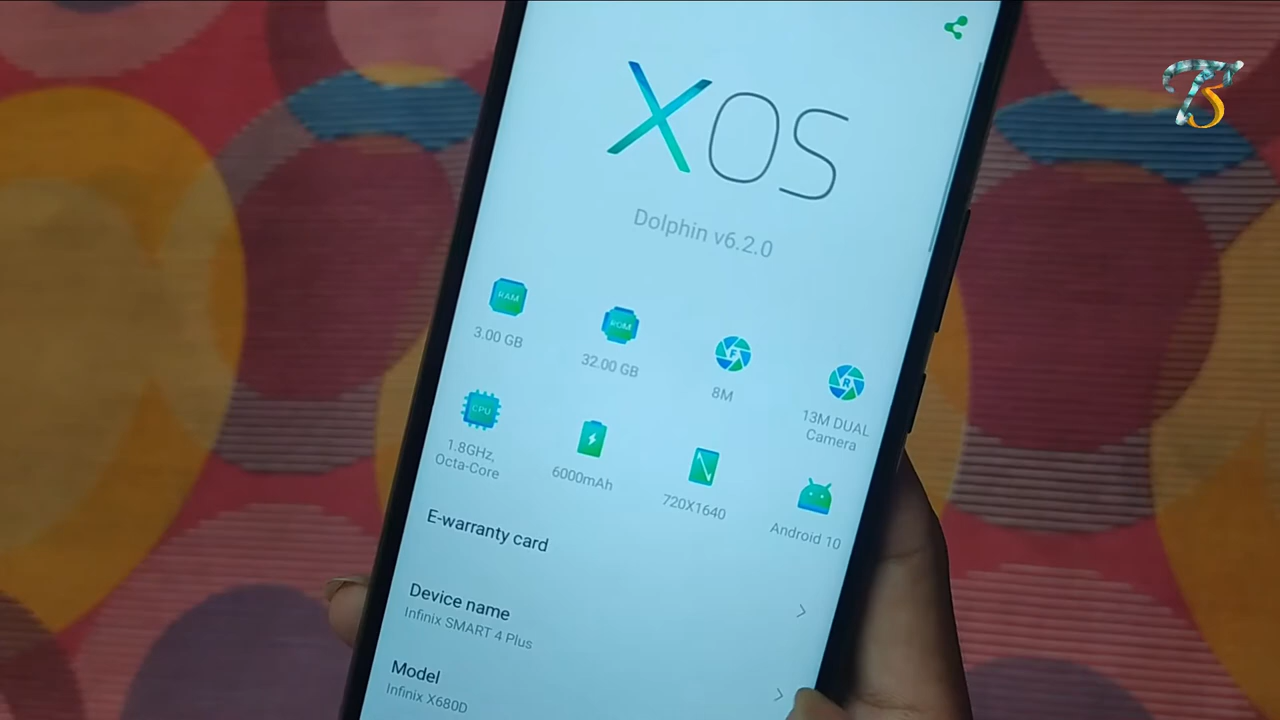 XOS
Dolphin v6.2.0
RAM
3.00 GB
ROM
32.00 GB
F
8M
R
13M DUAL
Camera
CPU
1.8GHz,
Octa-Core
6000mAh
720X1640
Android 10
E-warranty card
Device name
Infinix SMART 4 Plus
Model
Infinix X680D
TS